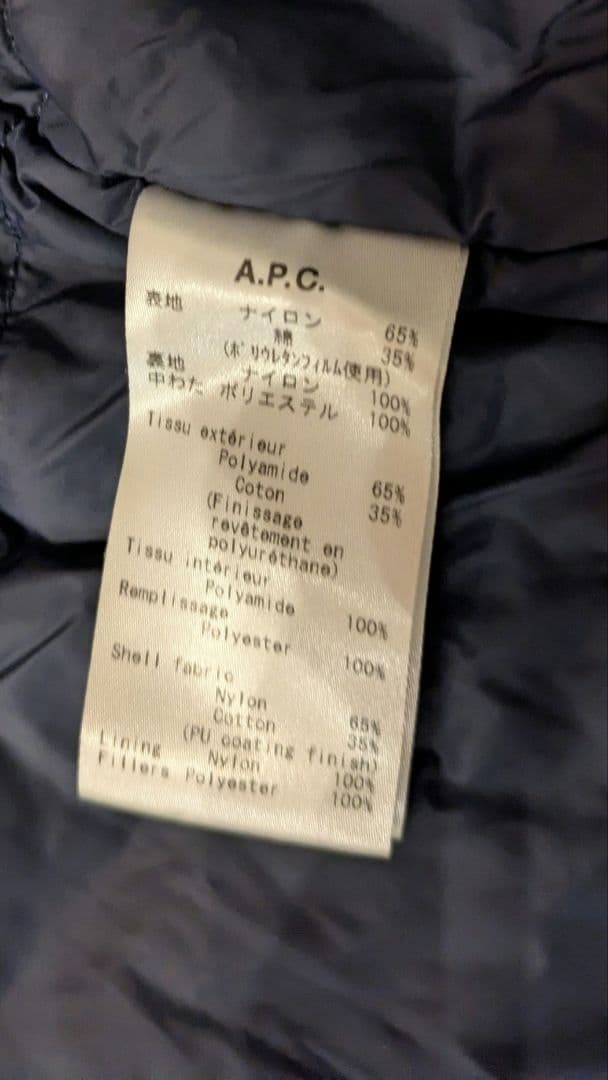 A.P.C.
表地 ナイロン 65%
綿 35%
(ポリウレタンフィルム使用)
裏地 ナイロン 100%
中わた ポリエステル 100%
Tissu extérieur
Polyamide 65%
Coton 35%
(Finissage
revêtement en
polyuréthane)
Tissu intérieur
Polyamide 100%
Remplissage
Polyester 100%
Shell fabric
Nylon 65%
Cotton 35%
(PU coating finish)
Lining Nylon 100%
Fillers Polyester 100%